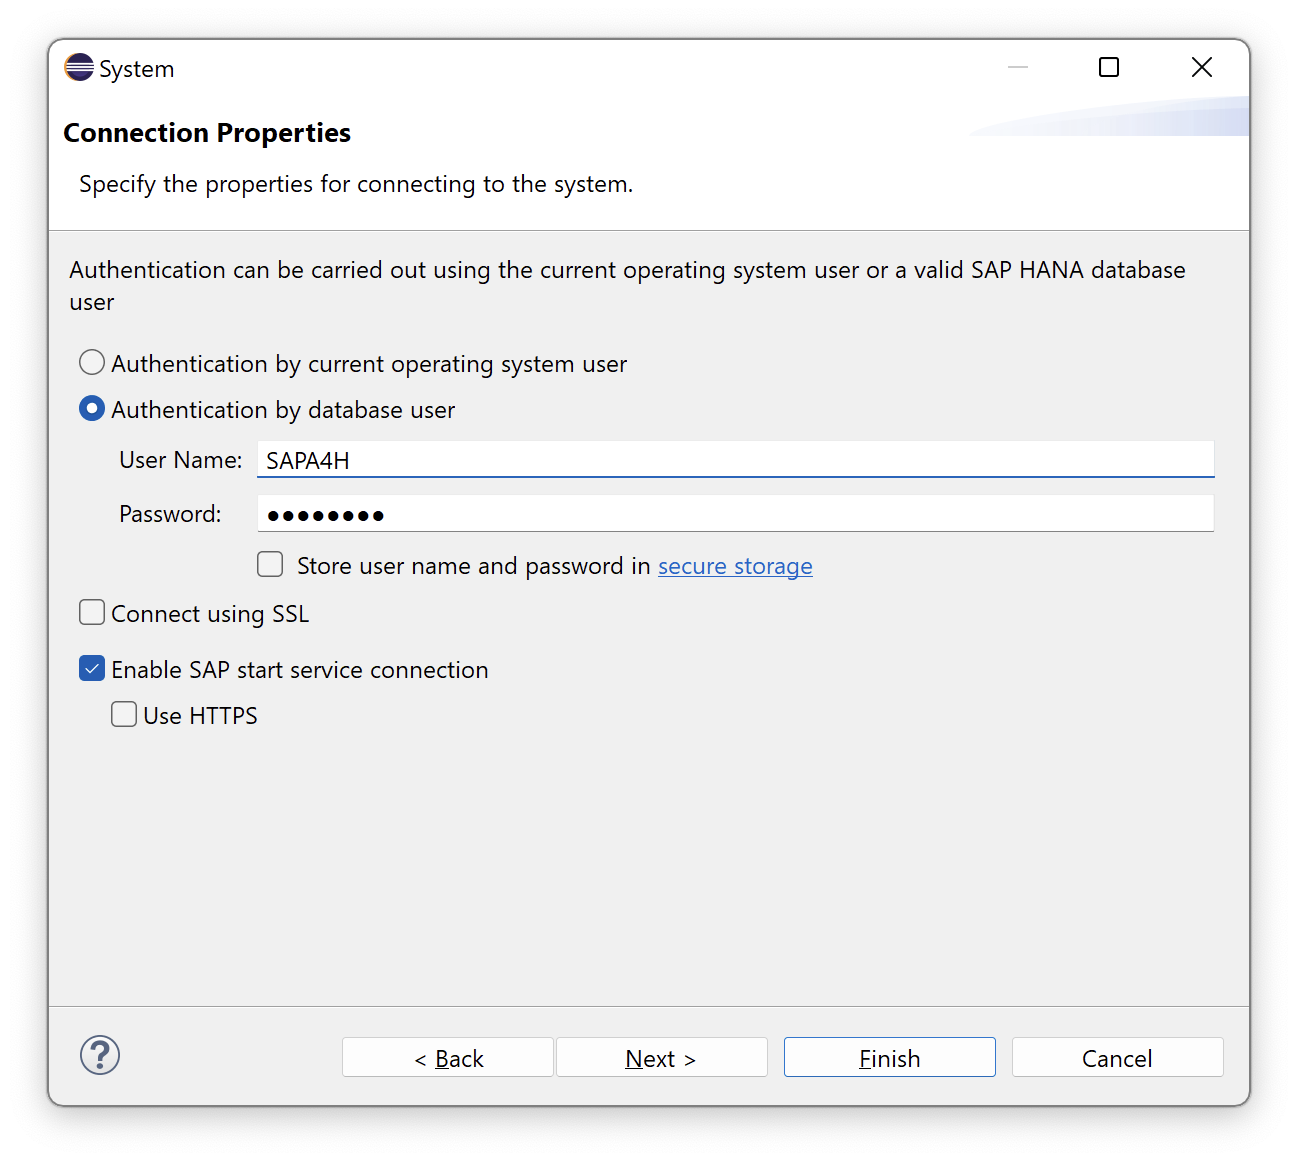 System
Connection Properties
Specify the properties for connecting to the system.
Authentication can be carried out using the current operating system user or a valid SAP HANA database
user
Authentication by current operating system user
Authentication by database user
User Name: SAPA4H
Password: ●●●●●●●●
Store user name and password in secure storage
Connect using SSL
Enable SAP start service connection
Use HTTPS
? < Back Next > Finish Cancel